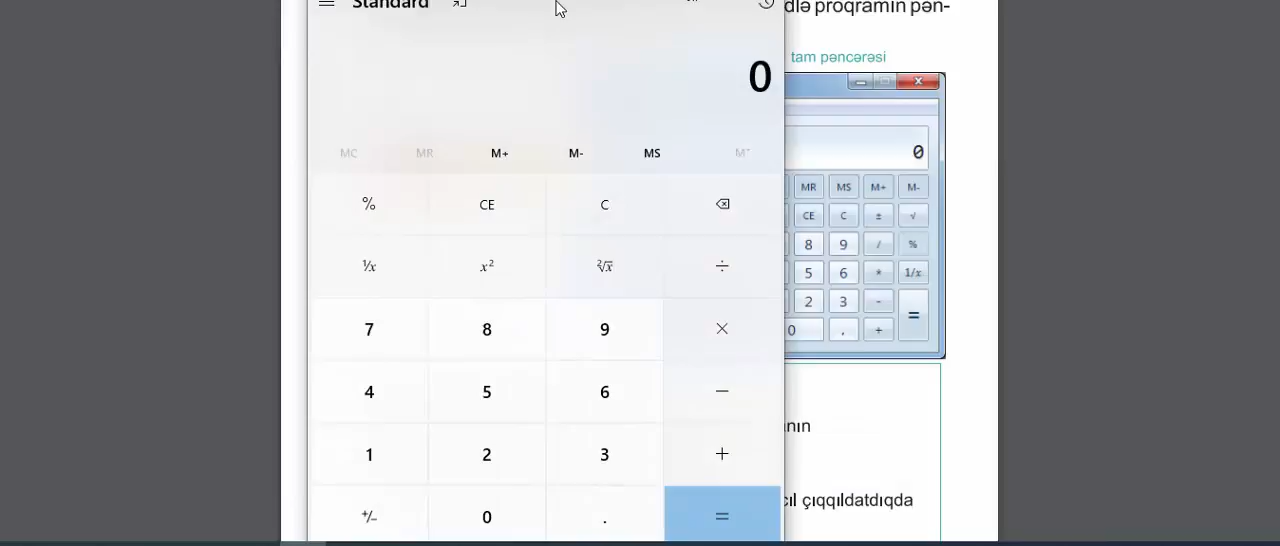 Standard
0
MC MR M+ M- MS M˅
% CE C
⅟x x² ²√x ÷
7 8 9 ×
4 5 6 −
1 2 3 +
+/− 0 . =
dlə proqramın pən-
tam pəncərəsi
0
MR MS M+ M-
CE C ± √
8 9 / %
5 6 * 1/x
2 3 - =
0 , +
anın
cıl çıqqıldatdıqda